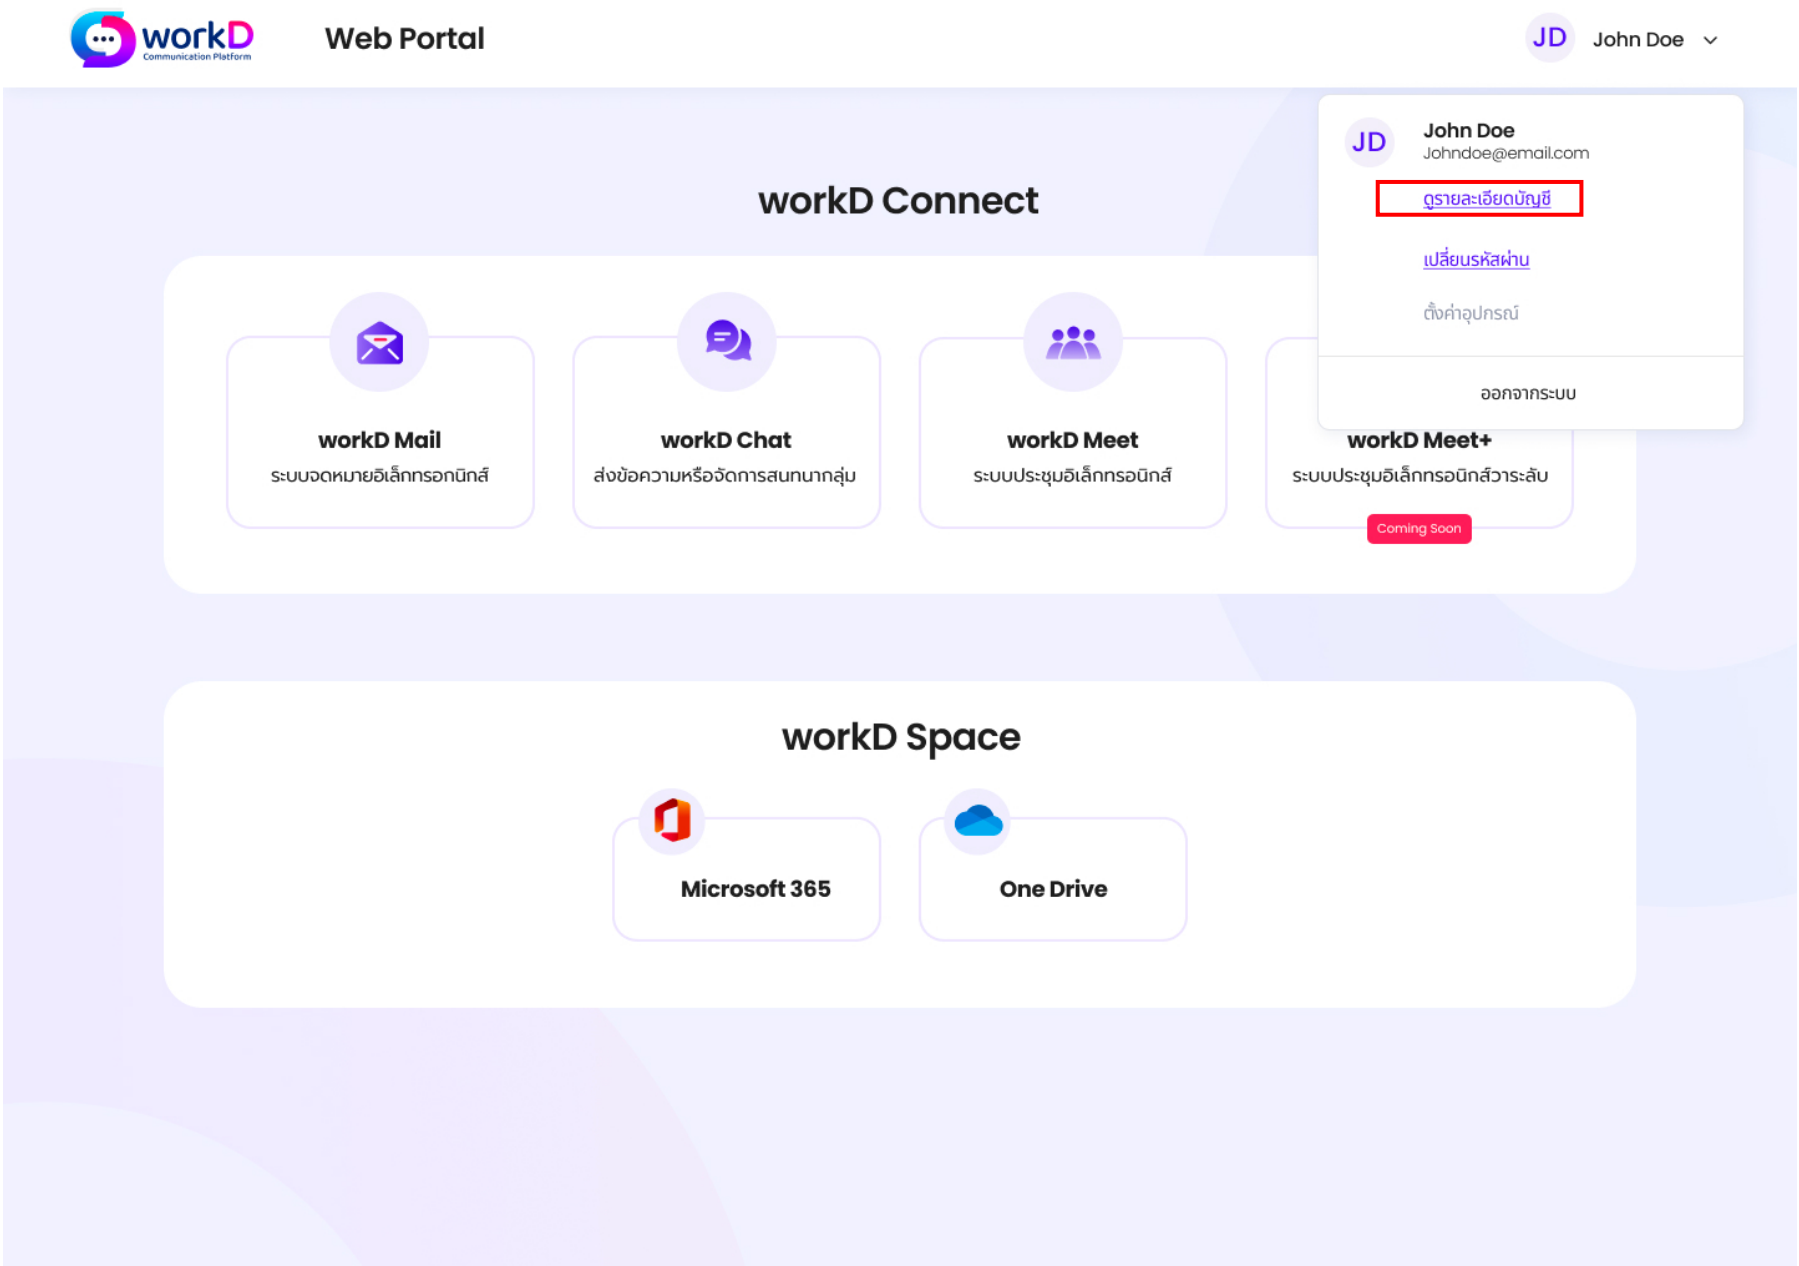 workD
Communication Platform
Web Portal
JD
John Doe
JD
John Doe
Johndoe@email.com
ดูรายละเอียดบัญชี
เปลี่ยนรหัสผ่าน
ตั้งค่าอุปกรณ์
ออกจากระบบ
workD Connect
workD Mail
ระบบจดหมายอิเล็กทรอกนิกส์
workD Chat
ส่งข้อความหรือจัดการสนทนากลุ่ม
workD Meet
ระบบประชุมอิเล็กทรอนิกส์
workD Meet+
ระบบประชุมอิเล็กทรอนิกส์วาระลับ
Coming Soon
workD Space
Microsoft 365
One Drive